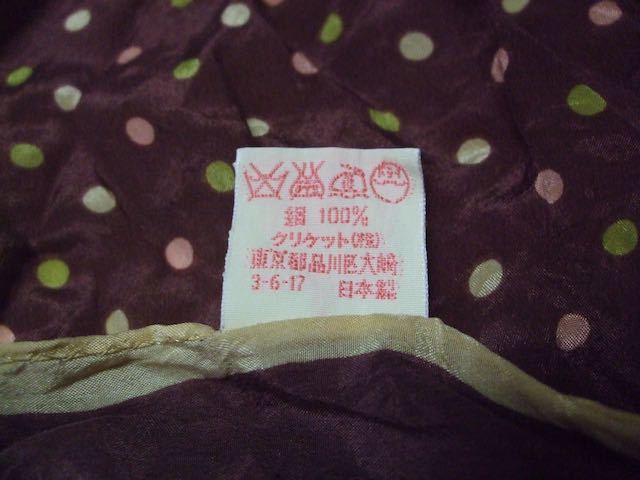 絹 100%
クリケット(株)
東京都品川区大崎
3-6-17 日本製